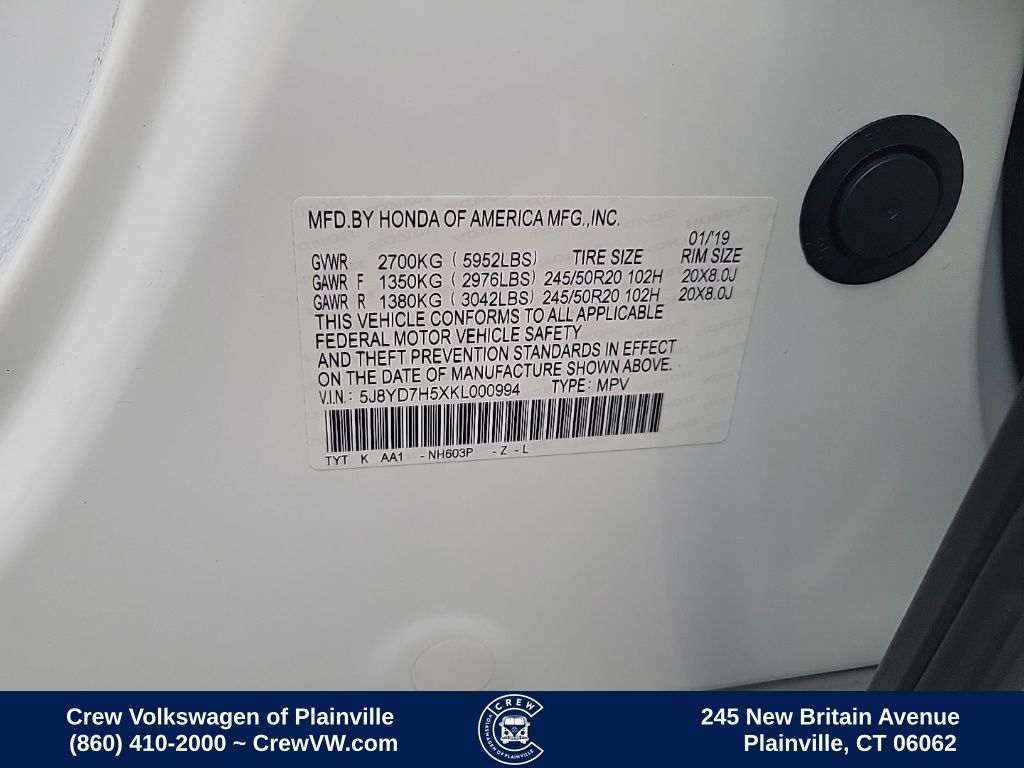 MFD.BY HONDA OF AMERICA MFG.,INC.
01/'19
GVWR 2700KG ( 5952LBS) TIRE SIZE RIM SIZE
GAWR F 1350KG ( 2976LBS) 245/50R20 102H 20X8.0J
GAWR R 1380KG ( 3042LBS) 245/50R20 102H 20X8.0J
THIS VEHICLE CONFORMS TO ALL APPLICABLE
FEDERAL MOTOR VEHICLE SAFETY
AND THEFT PREVENTION STANDARDS IN EFFECT
ON THE DATE OF MANUFACTURE SHOWN ABOVE.
V.I.N.: 5J8YD7H5XKL000994 TYPE: MPV
TYT K AA1 -NH603P -Z -L
Crew Volkswagen of Plainville
(860) 410-2000 ~ CrewVW.com
CREW
VOLKSWAGEN OF PLAINVILLE
245 New Britain Avenue
Plainville, CT 06062